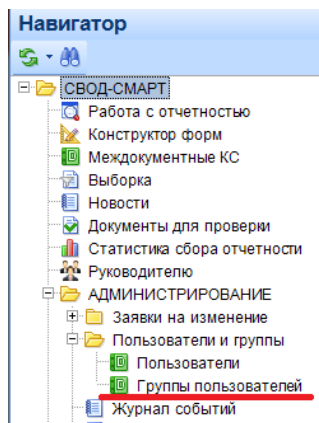 Навигатор
СВОД-СМАРТ
Работа с отчетностью
Конструктор форм
Междокументные КС
Выборка
Новости
Документы для проверки
Статистика сбора отчетности
Руководителю
АДМИНИСТРИРОВАНИЕ
Заявки на изменение
Пользователи и группы
Пользователи
Группы пользователей
Журнал событий